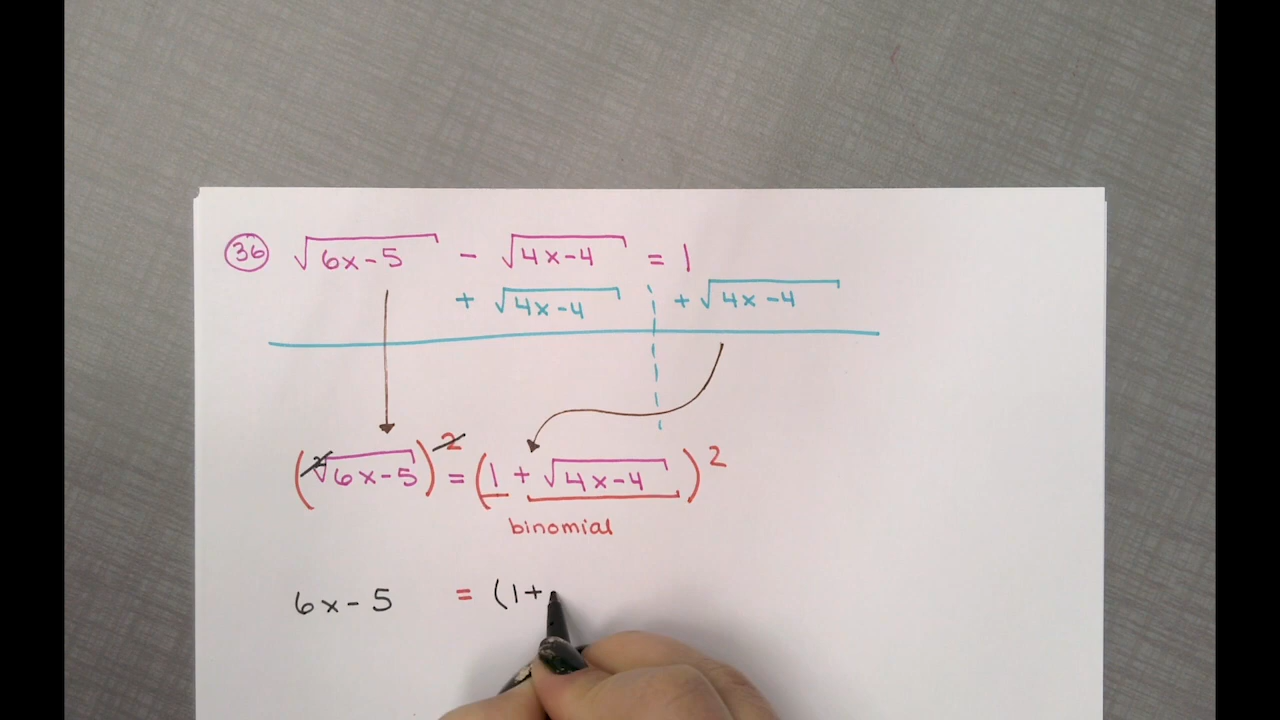 36 √6x-5 - √4x-4 = 1
+ √4x-4 + √4x-4
(²√6x-5)² = (1 + √4x-4)²
binomial
6x-5 = (1+